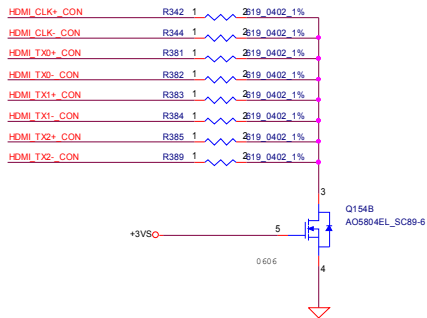 HDMI_CLK+_CON R342 1 2 619_0402_1%
HDMI_CLK-_CON R344 1 2 619_0402_1%
HDMI_TX0+_CON R381 1 2 619_0402_1%
HDMI_TX0-_CON R382 1 2 619_0402_1%
HDMI_TX1+_CON R383 1 2 619_0402_1%
HDMI_TX1-_CON R384 1 2 619_0402_1%
HDMI_TX2+_CON R385 1 2 619_0402_1%
HDMI_TX2-_CON R389 1 2 619_0402_1%
3
Q154B
AO5804EL_SC89-6
+3VS 5
0606
4